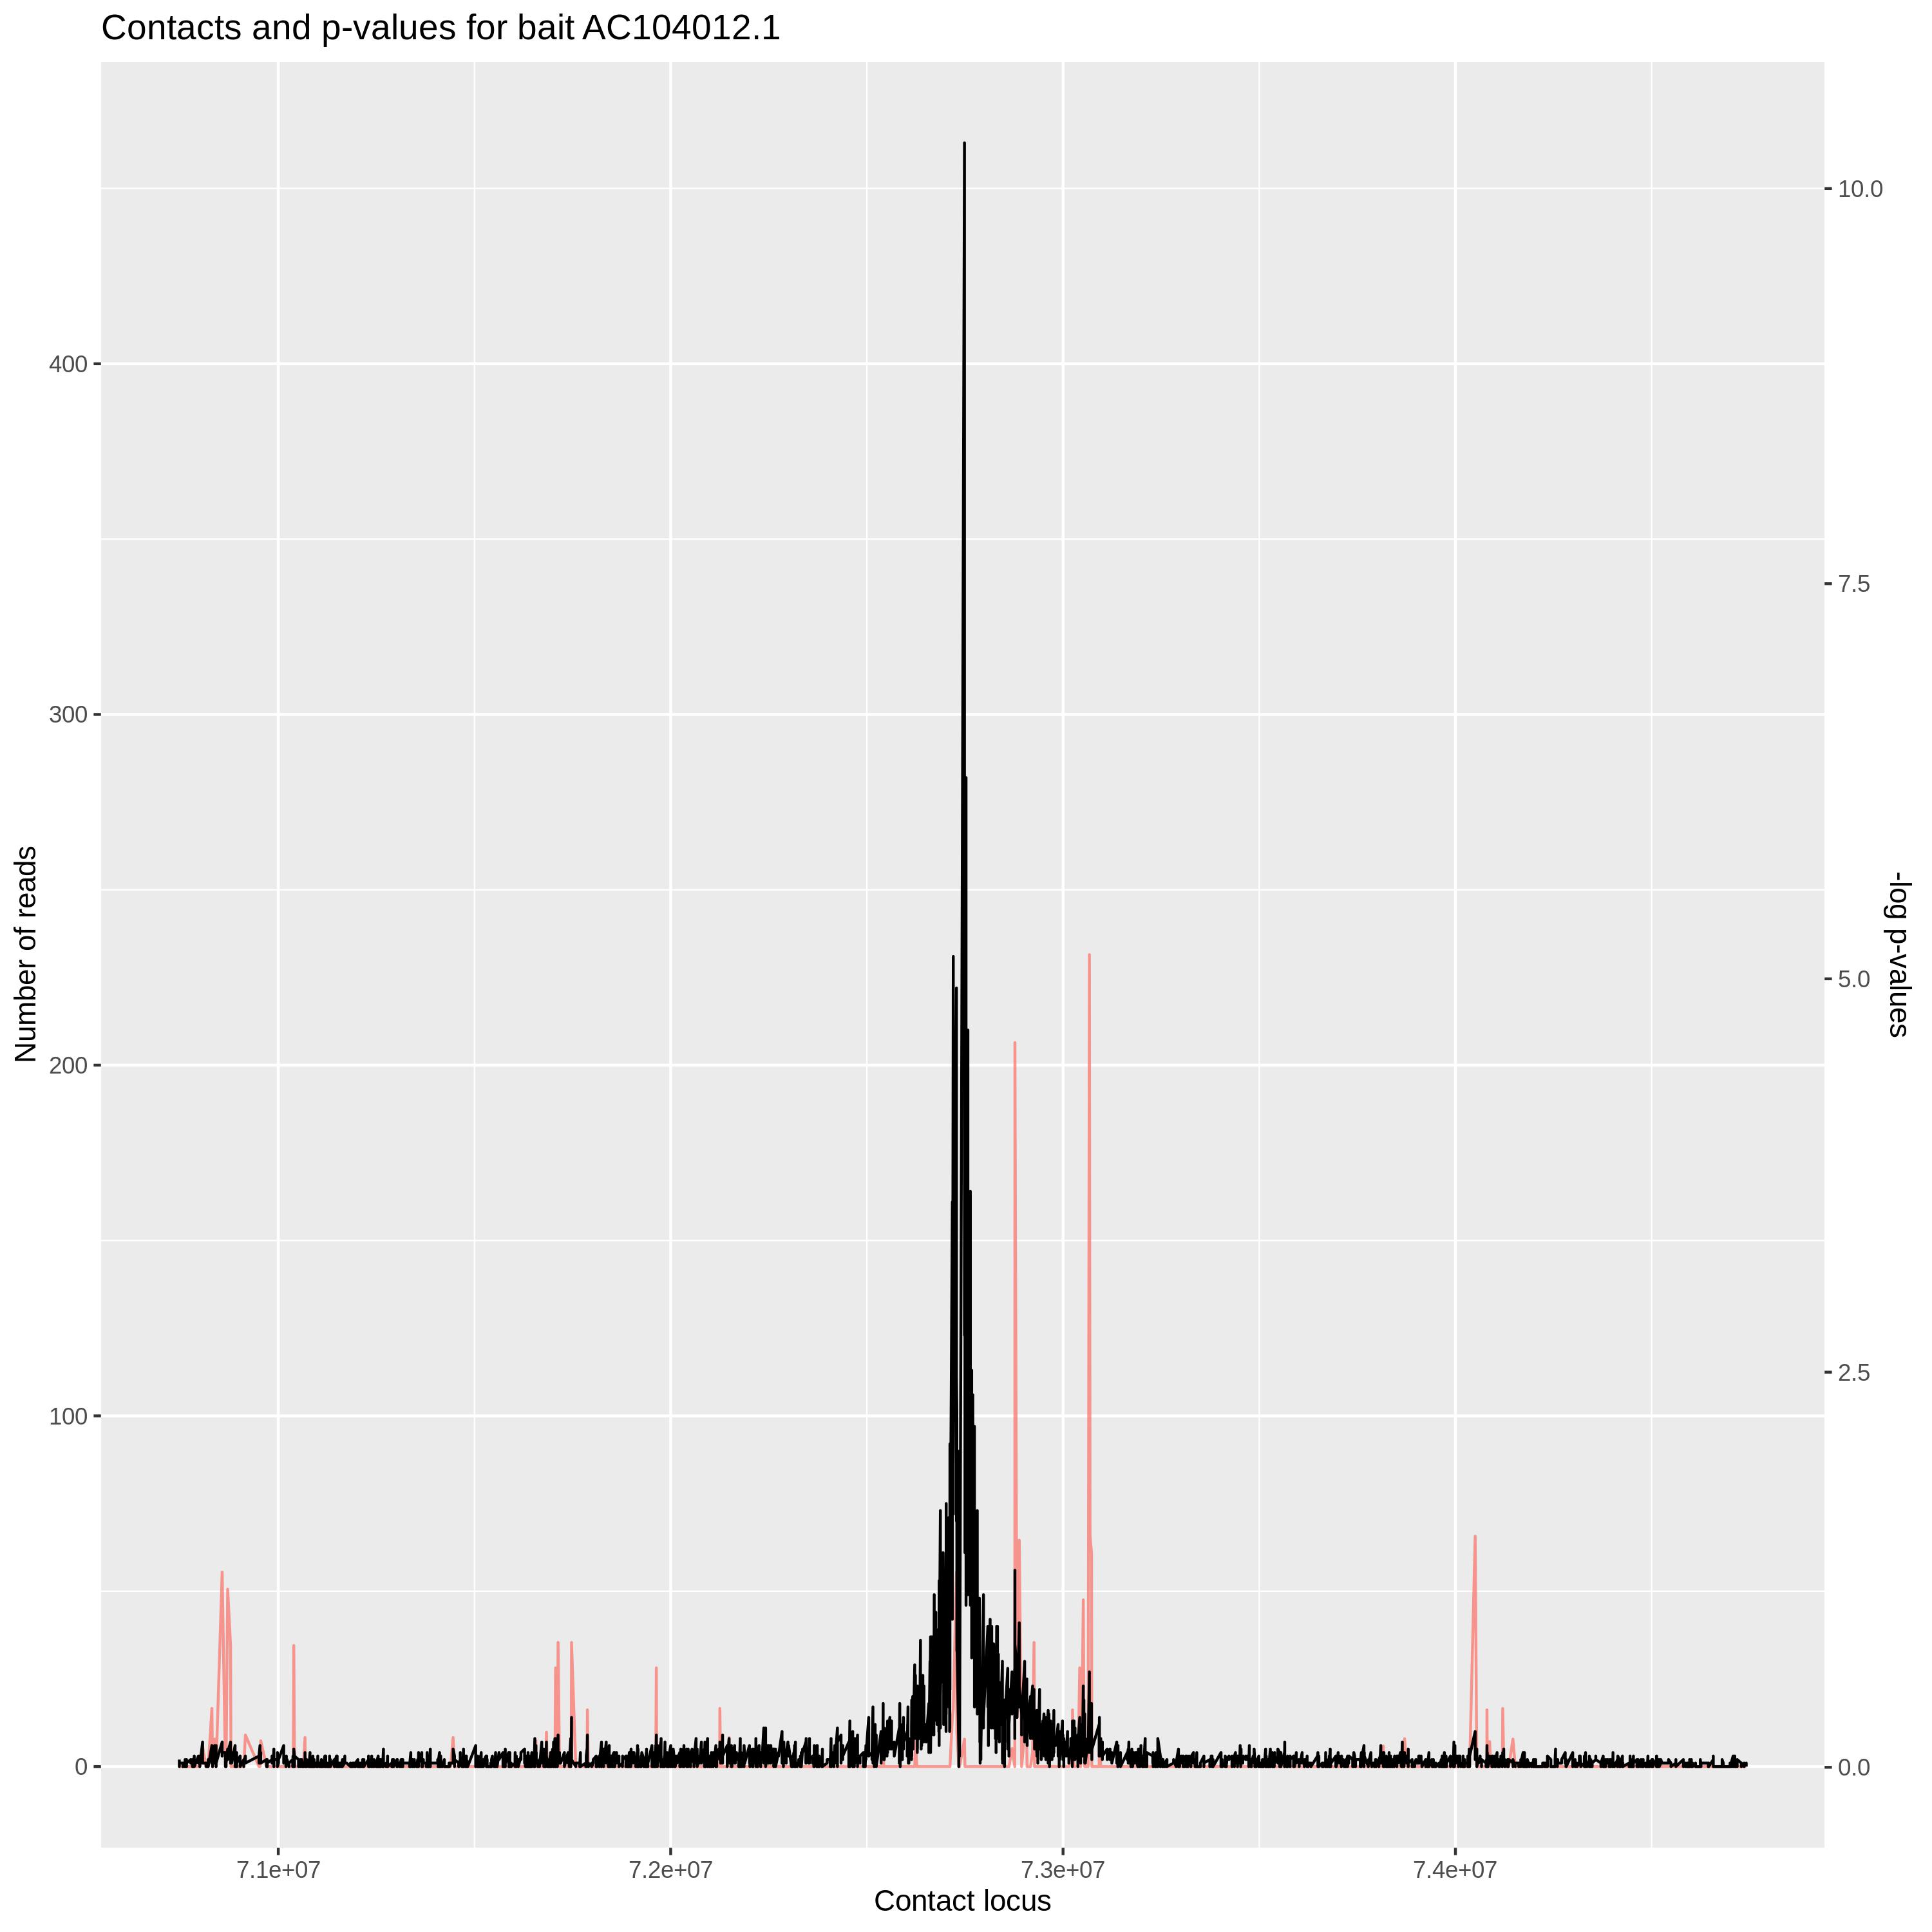 Contacts and p-values for bait AC104012.1
Number of reads
400
300
200
100
0
10.0
7.5
5.0
2.5
0.0
-log p-values
7.1e+07
7.2e+07
7.3e+07
7.4e+07
Contact locus